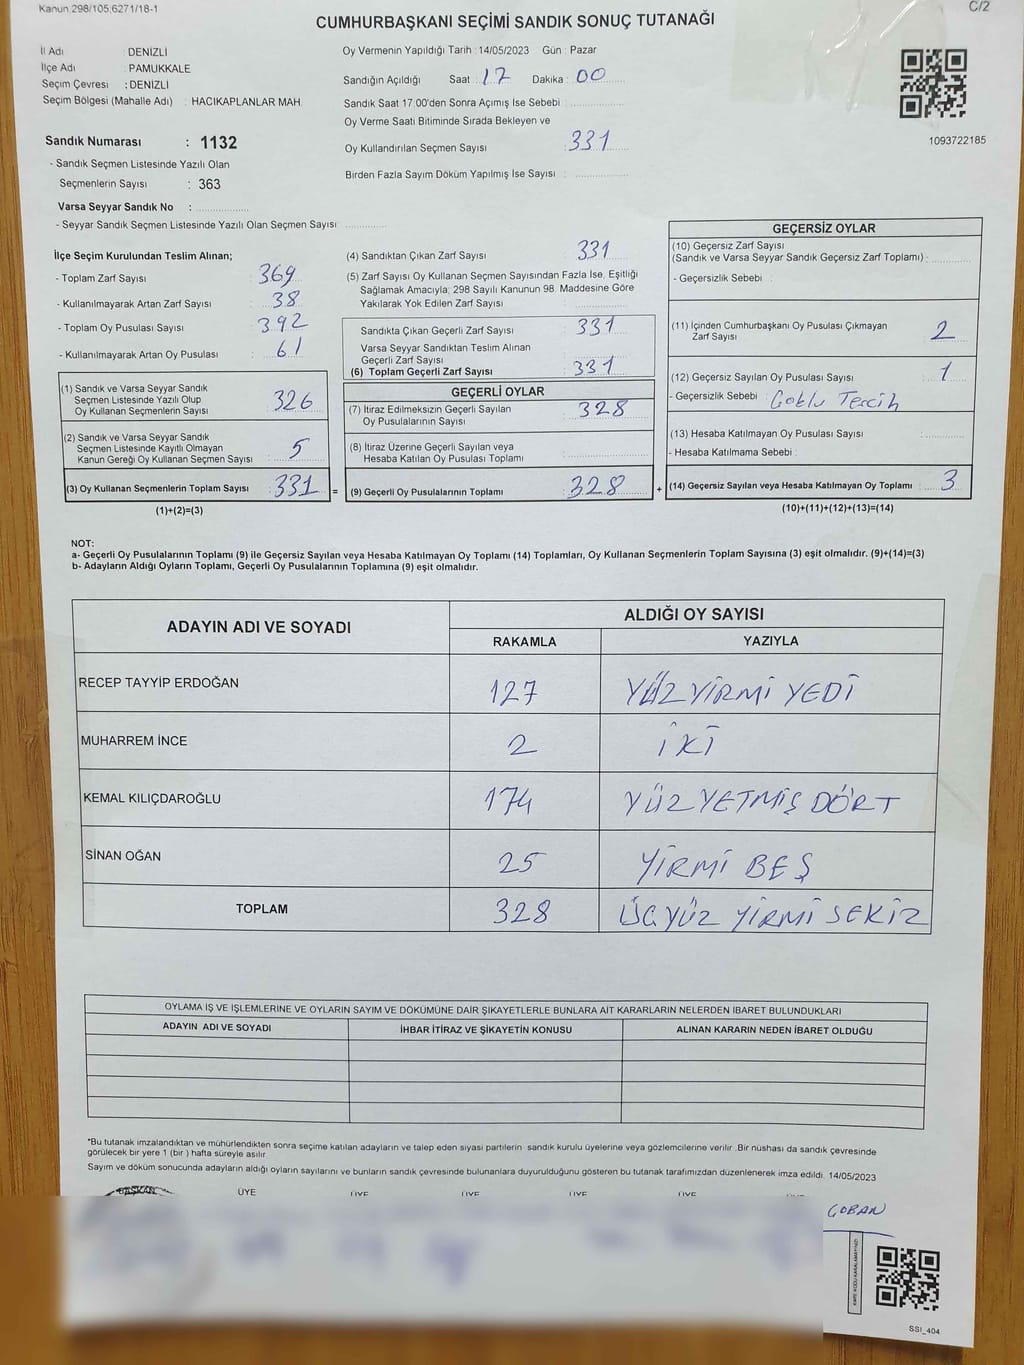 Kanun 298/105;6271/18-1
C/2
CUMHURBAŞKANI SEÇİMİ SANDIK SONUÇ TUTANAĞI
İl Adı : DENİZLİ
İlçe Adı : PAMUKKALE
Seçim Çevresi : DENİZLİ
Seçim Bölgesi (Mahalle Adı) : HACIKAPLANLAR MAH.
Sandık Numarası : 1132
- Sandık Seçmen Listesinde Yazılı Olan
Seçmenlerin Sayısı : 363
Varsa Seyyar Sandık No :
- Seyyar Sandık Seçmen Listesinde Yazılı Olan Seçmen Sayısı
Oy Vermenin Yapıldığı Tarih : 14/05/2023 Gün : Pazar
Sandığın Açıldığı Saat : 17 Dakika : 00
Sandık Saat 17:00'den Sonra Açımış İse Sebebi :
Oy Verme Saati Bitiminde Sırada Bekleyen ve
Oy Kullandırılan Seçmen Sayısı : 331
Birden Fazla Sayım Döküm Yapılmış İse Sayısı :
1093722185
İlçe Seçim Kurulundan Teslim Alınan;
- Toplam Zarf Sayısı : 369
- Kullanılmayarak Artan Zarf Sayısı : 38
- Toplam Oy Pusulası Sayısı : 392
- Kullanılmayarak Artan Oy Pusulası : 61
(1) Sandık ve Varsa Seyyar Sandık
Seçmen Listesinde Yazılı Olup
Oy Kullanan Seçmenlerin Sayısı : 326
(2) Sandık ve Varsa Seyyar Sandık
Seçmen Listesinde Kayıtlı Olmayan
Kanun Gereği Oy Kullanan Seçmen Sayısı : 5
(3) Oy Kullanan Seçmenlerin Toplam Sayısı : 331 =
(1)+(2)=(3)
(4) Sandıktan Çıkan Zarf Sayısı : 331
(5) Zarf Sayısı Oy Kullanan Seçmen Sayısından Fazla İse, Eşitliği
Sağlamak Amacıyla; 298 Sayılı Kanunun 98. Maddesine Göre
Yakılarak Yok Edilen Zarf Sayısı :
Sandıkta Çıkan Geçerli Zarf Sayısı : 331
Varsa Seyyar Sandıktan Teslim Alınan
Geçerli Zarf Sayısı :
(6) Toplam Geçerli Zarf Sayısı : 331
GEÇERLİ OYLAR
(7) İtiraz Edilmeksizin Geçerli Sayılan
Oy Pusulalarının Sayısı : 328
(8) İtiraz Üzerine Geçerli Sayılan veya
Hesaba Katılan Oy Pusulası Toplamı :
(9) Geçerli Oy Pusulalarının Toplamı : 328 +
GEÇERSİZ OYLAR
(10) Geçersiz Zarf Sayısı
(Sandık ve Varsa Seyyar Sandık Geçersiz Zarf Toplamı) :
- Geçersizlik Sebebi :
(11) İçinden Cumhurbaşkanı Oy Pusulası Çıkmayan
Zarf Sayısı : 2
(12) Geçersiz Sayılan Oy Pusulası Sayısı : 1
- Geçersizlik Sebebi : Çoklu Tercih
(13) Hesaba Katılmayan Oy Pusulası Sayısı :
- Hesaba Katılmama Sebebi :
(14) Geçersiz Sayılan veya Hesaba Katılmayan Oy Toplamı : 3
(10)+(11)+(12)+(13)=(14)
NOT:
a- Geçerli Oy Pusulalarının Toplamı (9) ile Geçersiz Sayılan veya Hesaba Katılmayan Oy Toplamı (14) Toplamları, Oy Kullanan Seçmenlerin Toplam Sayısına (3) eşit olmalıdır. (9)+(14)=(3)
b- Adayların Aldığı Oyların Toplamı, Geçerli Oy Pusulalarının Toplamına (9) eşit olmalıdır.
ADAYIN ADI VE SOYADI
ALDIĞI OY SAYISI
RAKAMLA YAZIYLA
RECEP TAYYİP ERDOĞAN 127 YÜZ YİRMİ YEDİ
MUHARREM İNCE 2 İKİ
KEMAL KILIÇDAROĞLU 174 YÜZ YETMİŞ DÖRT
SİNAN OĞAN 25 YİRMİ BEŞ
TOPLAM 328 ÜÇ YÜZ YİRMİ SEKİZ
OYLAMA İŞ VE İŞLEMLERİNE VE OYLARIN SAYIM VE DÖKÜMÜNE DAİR ŞİKAYETLERLE BUNLARA AİT KARARLARIN NELERDEN İBARET BULUNDUKLARI
ADAYIN ADI VE SOYADI İHBAR İTİRAZ VE ŞİKAYETİN KONUSU ALINAN KARARIN NEDEN İBARET OLDUĞU
*Bu tutanak imzalandıktan ve mühürlendikten sonra seçime katılan adayların ve talep eden siyasi partilerin sandık kurulu üyelerine veya gözlemcilerine verilir. Bir nüshası da sandık çevresinde
görülecek bir yere 1 (bir) hafta süreyle asılır.
Sayım ve döküm sonucunda adayların aldığı oyların sayılarını ve bunların sandık çevresinde bulunanlara duyurulduğunu gösteren bu tutanak tarafımızdan düzenlenerek imza edildi. 14/05/2023
BAŞKAN ÜYE ÜYE ÜYE ÜYE ÜYE
ÇOBAN
SSI_404